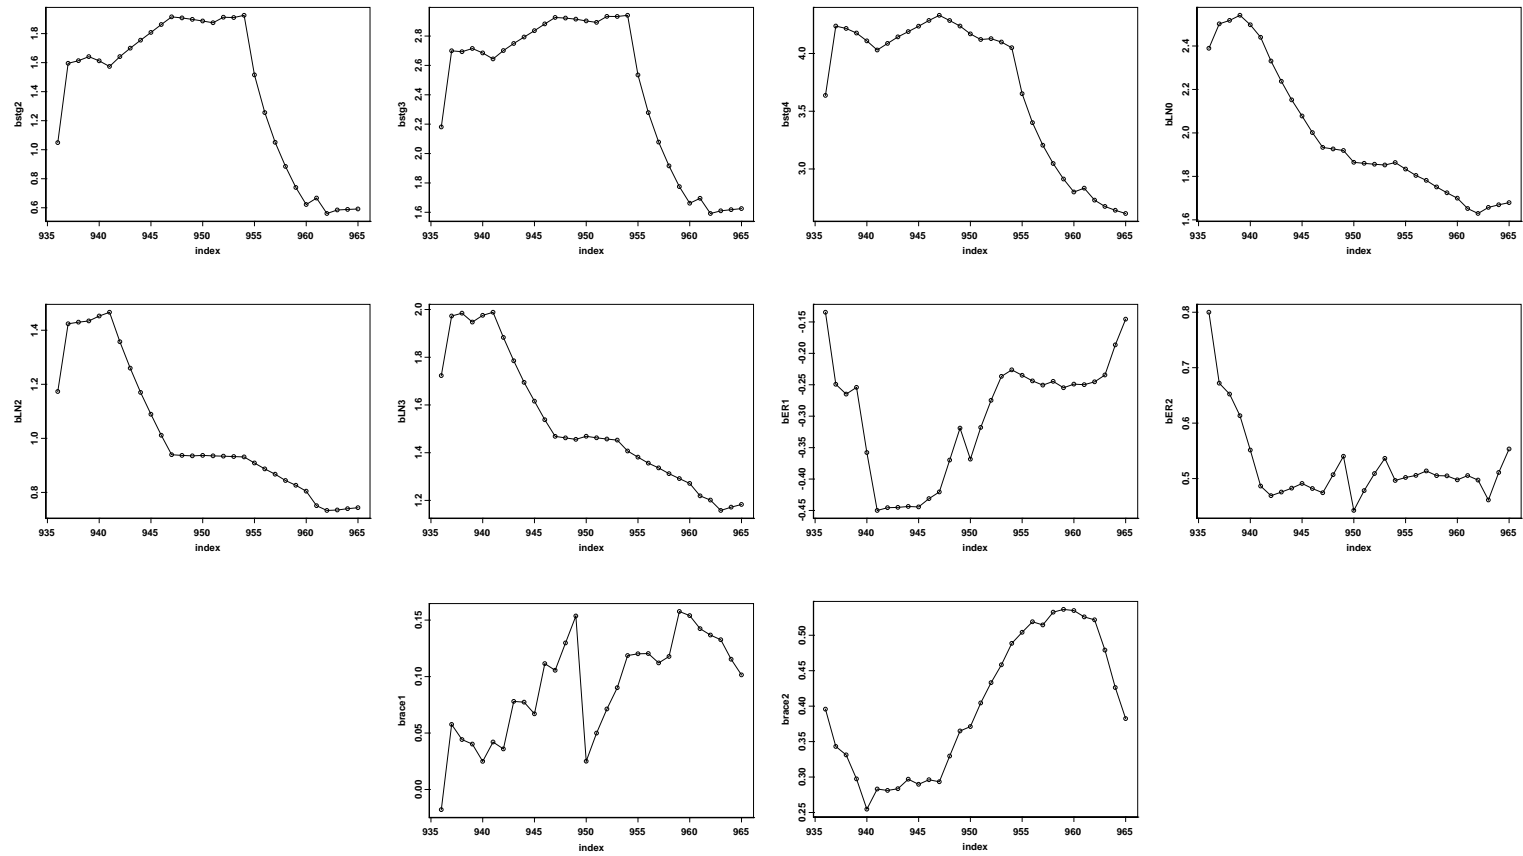 bstg2
0.6 0.8 1.0 1.2 1.4 1.6 1.8
935 940 945 950 955 960 965
index
bstg3
1.6 1.8 2.0 2.2 2.4 2.6 2.8
935 940 945 950 955 960 965
index
bstg4
3.0 3.5 4.0
935 940 945 950 955 960 965
index
bLN0
1.6 1.8 2.0 2.2 2.4
935 940 945 950 955 960 965
index
bLN2
0.8 1.0 1.2 1.4
935 940 945 950 955 960 965
index
bLN3
1.2 1.4 1.6 1.8 2.0
935 940 945 950 955 960 965
index
bER1
-0.45 -0.40 -0.35 -0.30 -0.25 -0.20 -0.15
935 940 945 950 955 960 965
index
bER2
0.5 0.6 0.7 0.8
935 940 945 950 955 960 965
index
brace1
0.00 0.05 0.10 0.15
935 940 945 950 955 960 965
index
brace2
0.25 0.30 0.35 0.40 0.45 0.50
935 940 945 950 955 960 965
index